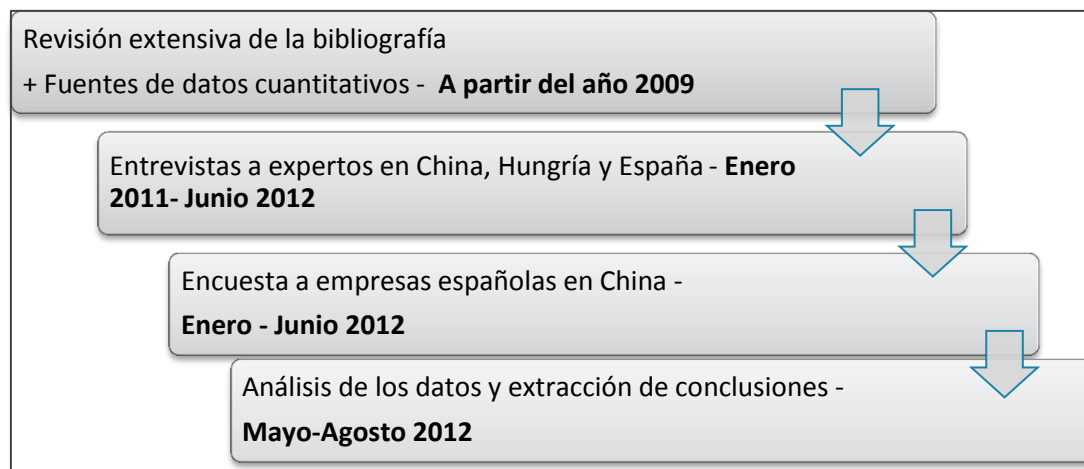 Revisión extensiva de la bibliografía
+ Fuentes de datos cuantitativos - A partir del año 2009
Entrevistas a expertos en China, Hungría y España - Enero
2011- Junio 2012
Encuesta a empresas españolas en China -
Enero - Junio 2012
Análisis de los datos y extracción de conclusiones -
Mayo-Agosto 2012